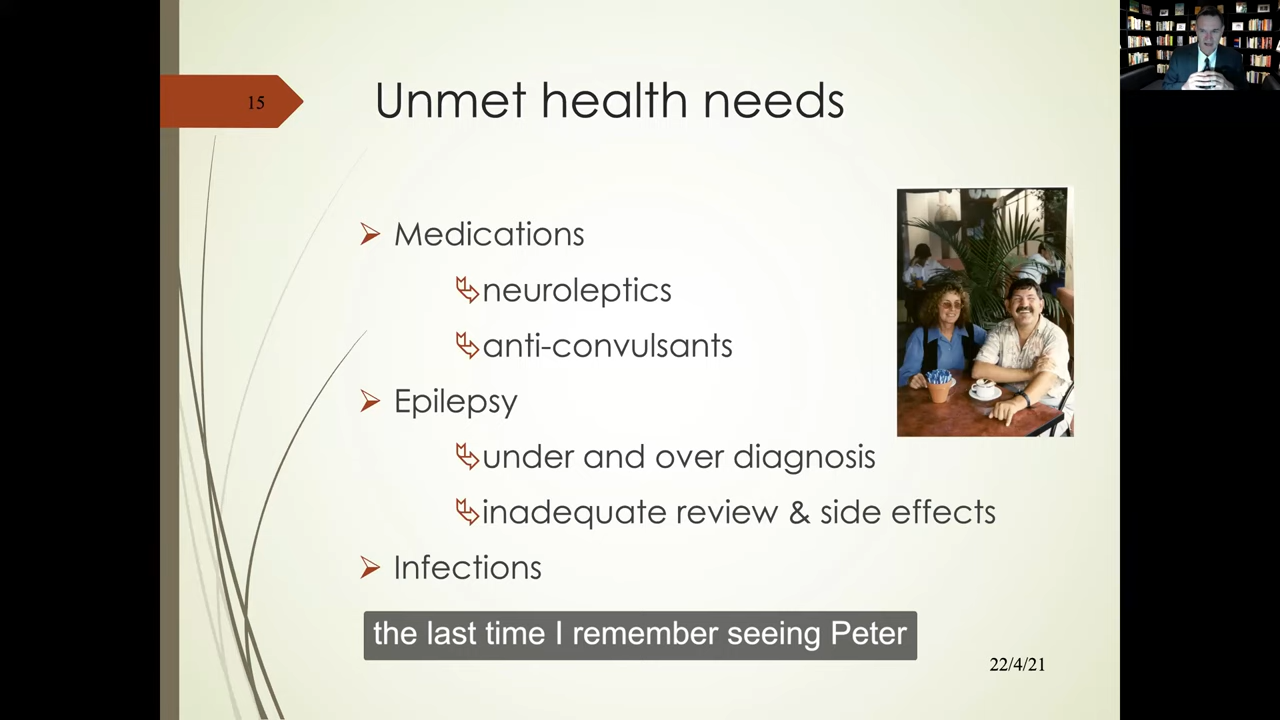 15
Unmet health needs
Medications
neuroleptics
anti-convulsants
Epilepsy
under and over diagnosis
inadequate review & side effects
Infections
the last time I remember seeing Peter
22/4/21